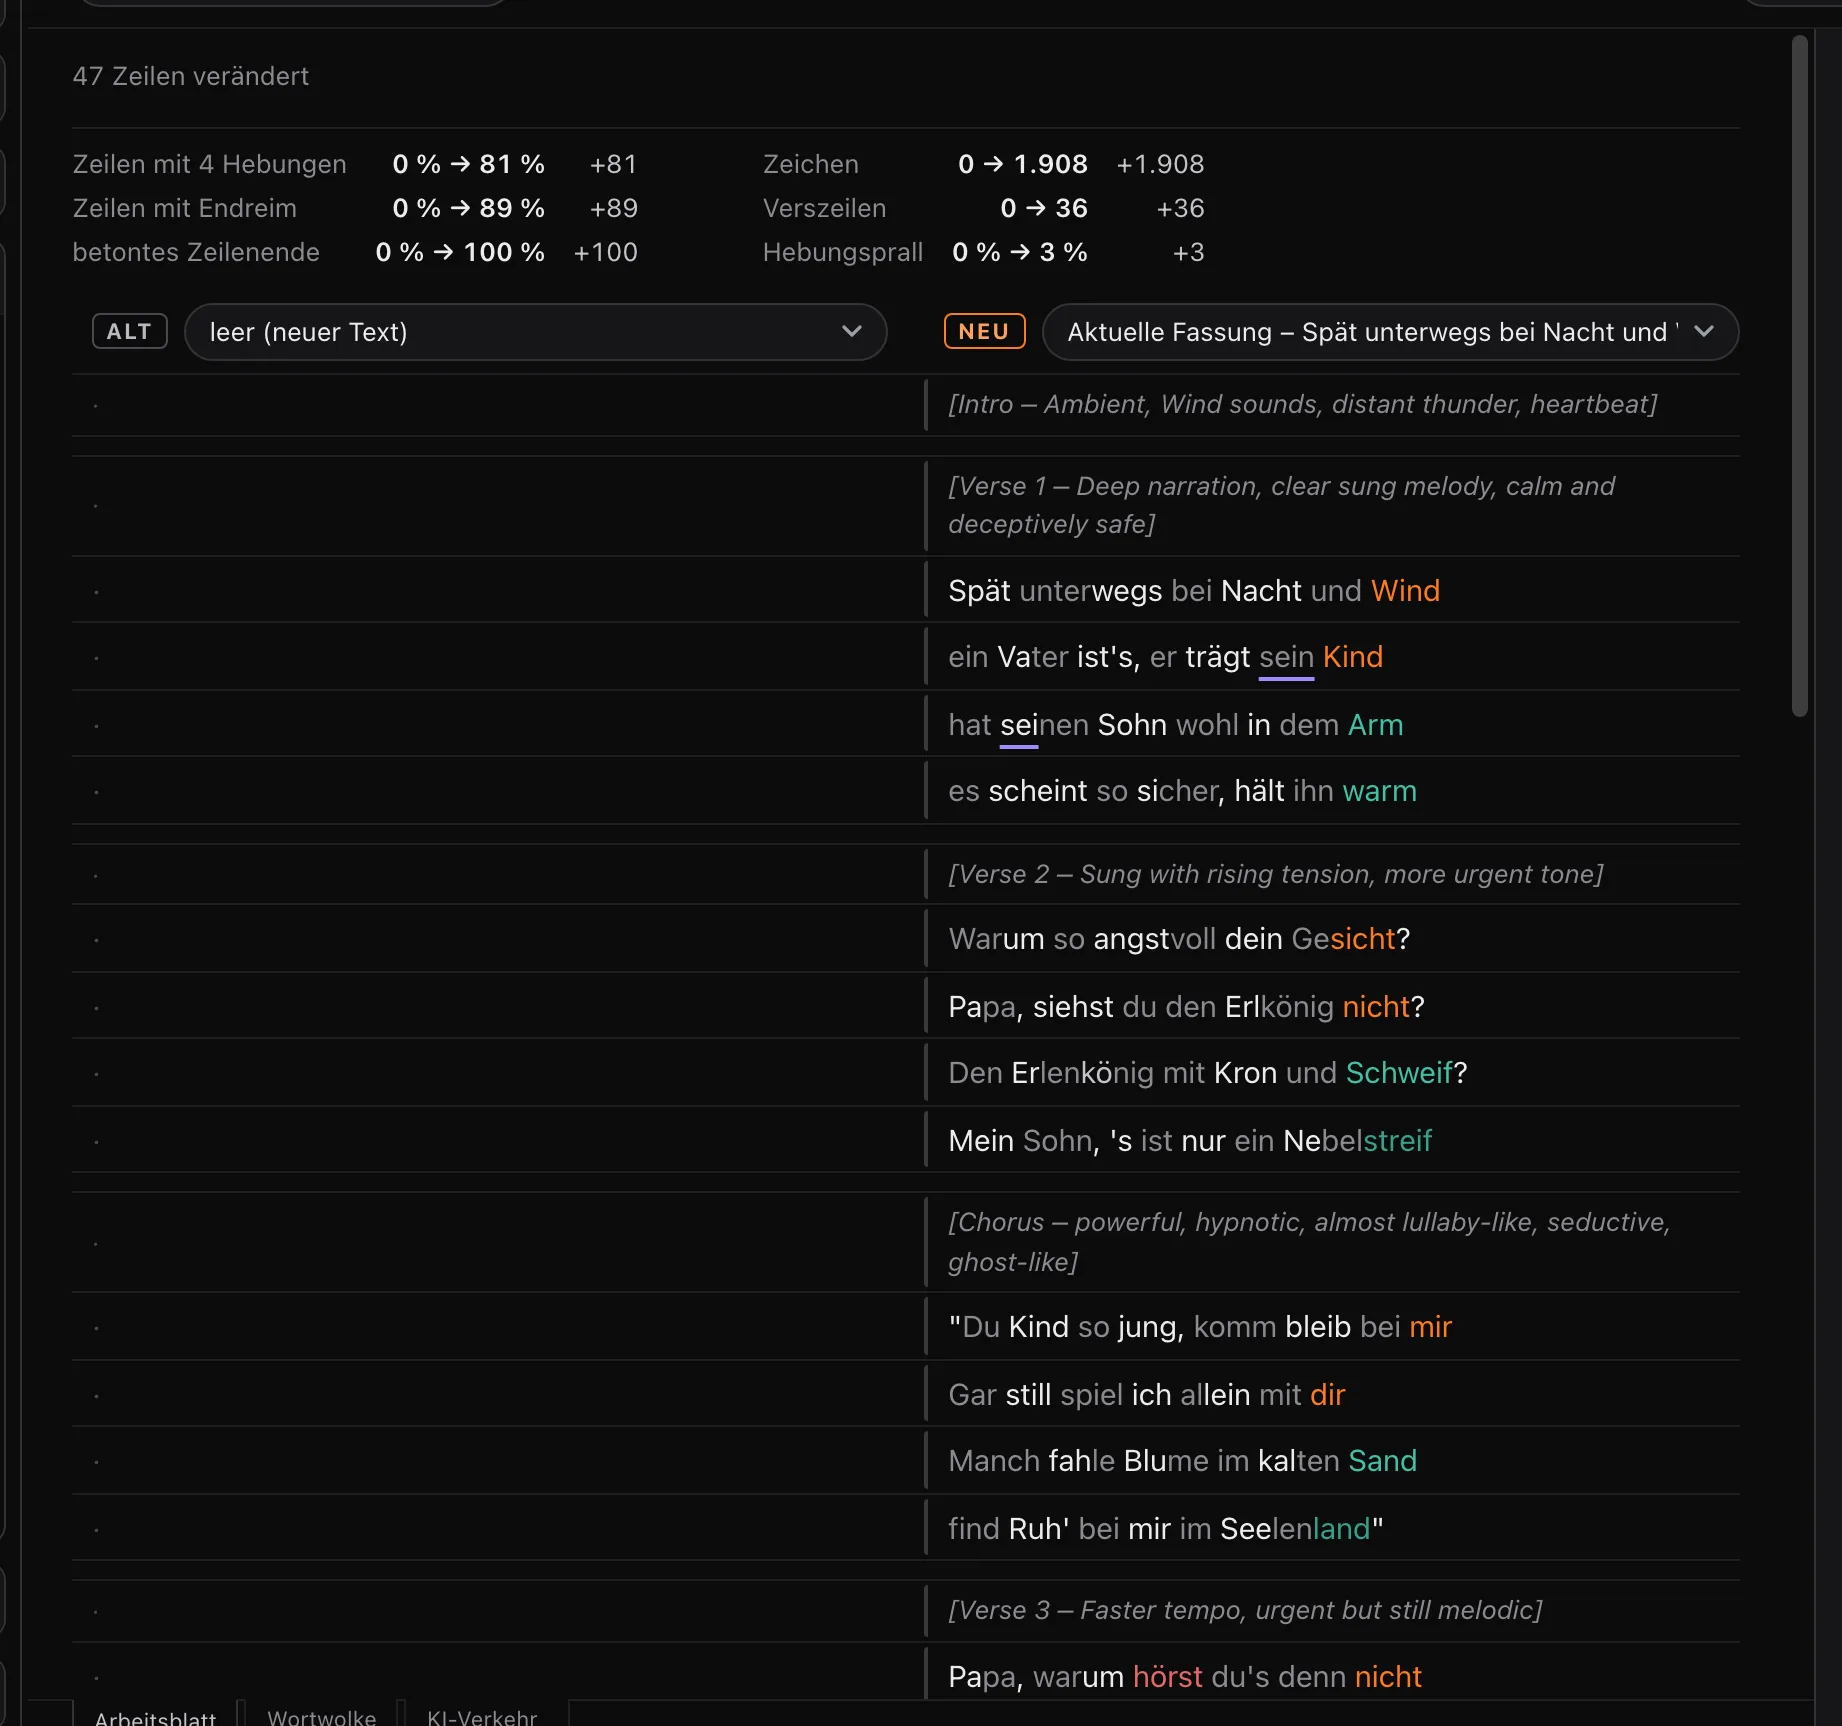 47 Zeilen verändert
Zeilen mit 4 Hebungen 0 % → 81 % +81 Zeichen 0 → 1.908 +1.908
Zeilen mit Endreim 0 % → 89 % +89 Verszeilen 0 → 36 +36
betontes Zeilenende 0 % → 100 % +100 Hebungsprall 0 % → 3 % +3
ALT leer (neuer Text) NEU Aktuelle Fassung – Spät unterwegs bei Nacht und
[Intro – Ambient, Wind sounds, distant thunder, heartbeat]
[Verse 1 – Deep narration, clear sung melody, calm and
deceptively safe]
Spät unterwegs bei Nacht und Wind
ein Vater ist's, er trägt sein Kind
hat seinen Sohn wohl in dem Arm
es scheint so sicher, hält ihn warm
[Verse 2 – Sung with rising tension, more urgent tone]
Warum so angstvoll dein Gesicht?
Papa, siehst du den Erlkönig nicht?
Den Erlenkönig mit Kron und Schweif?
Mein Sohn, 's ist nur ein Nebelstreif
[Chorus – powerful, hypnotic, almost lullaby-like, seductive,
ghost-like]
"Du Kind so jung, komm bleib bei mir
Gar still spiel ich allein mit dir
Manch fahle Blume im kalten Sand
find Ruh' bei mir im Seelenland"
[Verse 3 – Faster tempo, urgent but still melodic]
Papa, warum hörst du's denn nicht
Arbeitsblatt Wortwolke KI-Verkehr